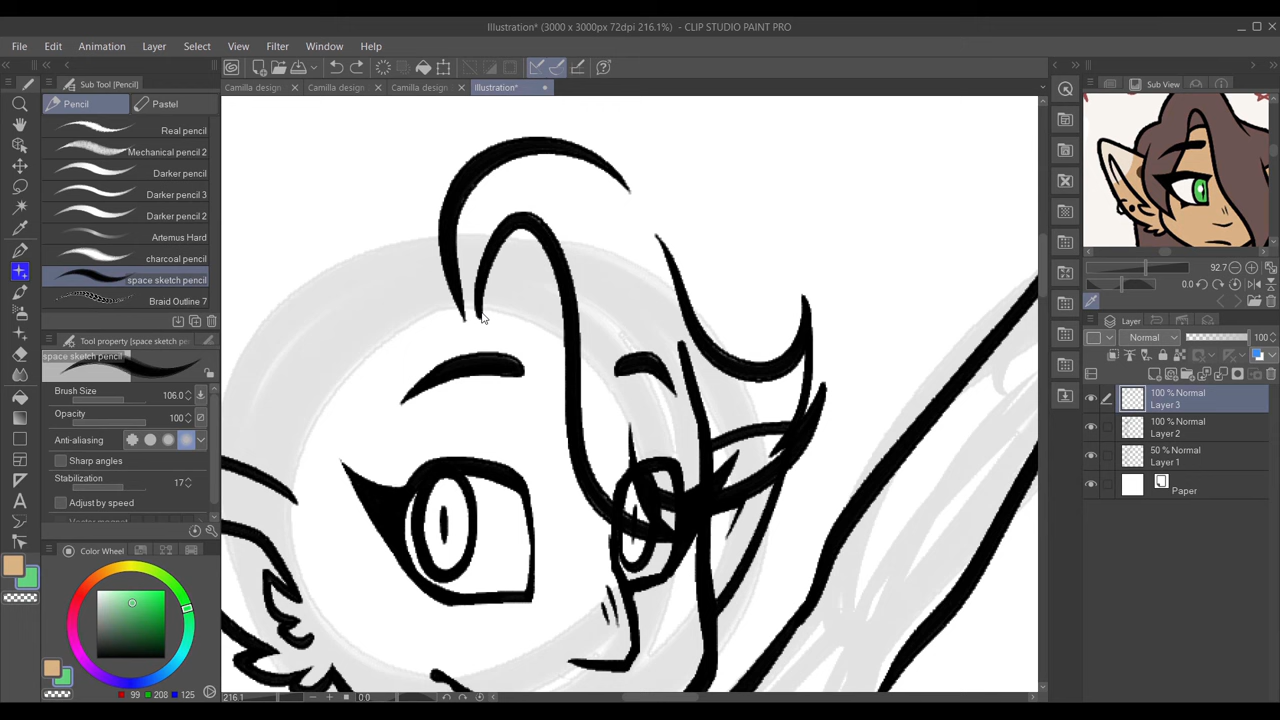 Illustration* (3000 x 3000px 72dpi 216.1%) - CLIP STUDIO PAINT PRO
File Edit Animation Layer Select View Filter Window Help
Sub Tool [Pencil]
Camilla design Camilla design Camilla design Illustration*
Sub View
Pencil Pastel
Real pencil
Mechanical pencil 2
Darker pencil
Darker pencil 3
Darker pencil 2
Artemus Hard
charcoal pencil
space sketch pencil
Braid Outline 7
Tool property [space sketch pe
space sketch pencil
Brush Size 106.0
Opacity 100
Anti-aliasing
Sharp angles
Stabilization 17
Adjust by speed
Color Wheel
99 208 125
216.1 0.0
92.7
0.0
Layer
Normal 100
100 % Normal
Layer 3
100 % Normal
Layer 2
50 % Normal
Layer 1
Paper